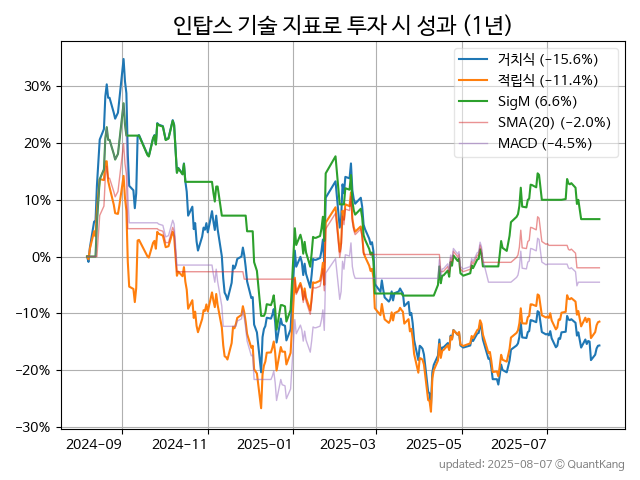 인탑스 기술 지표로 투자 시 성과 (1년)
거치식 (−15.6%)
적립식 (−11.4%)
SigM (6.6%)
SMA(20) (−2.0%)
MACD (−4.5%)
30%
20%
10%
0%
−10%
−20%
−30%
2024-09 2024-11 2025-01 2025-03 2025-05 2025-07
updated: 2025-08-07 © QuantKang